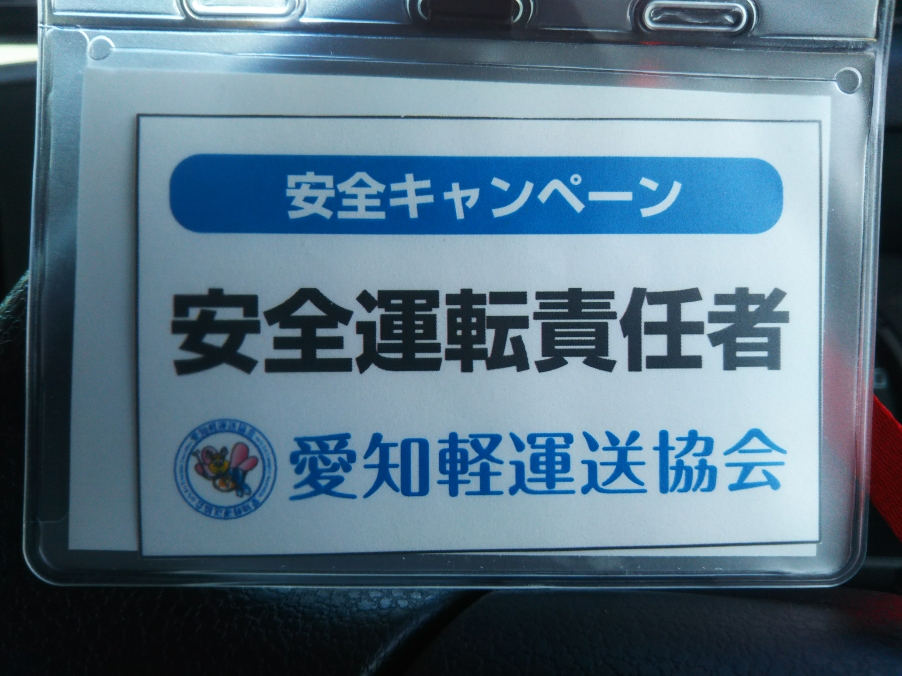 安全キャンペーン
安全運転責任者
愛知軽運送協会